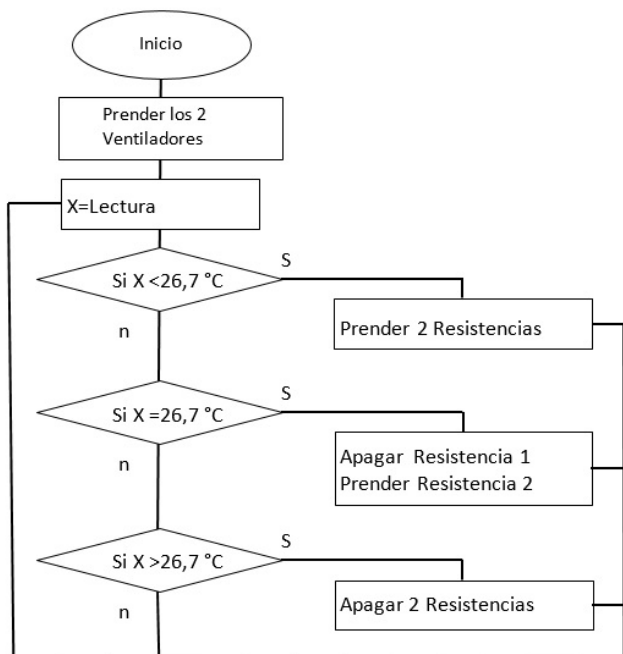 Inicio
Prender los 2
Ventiladores
X=Lectura
Si X <26,7 °C
S
Prender 2 Resistencias
n
Si X =26,7 °C
S
Apagar Resistencia 1
Prender Resistencia 2
n
Si X >26,7 °C
S
Apagar 2 Resistencias
n